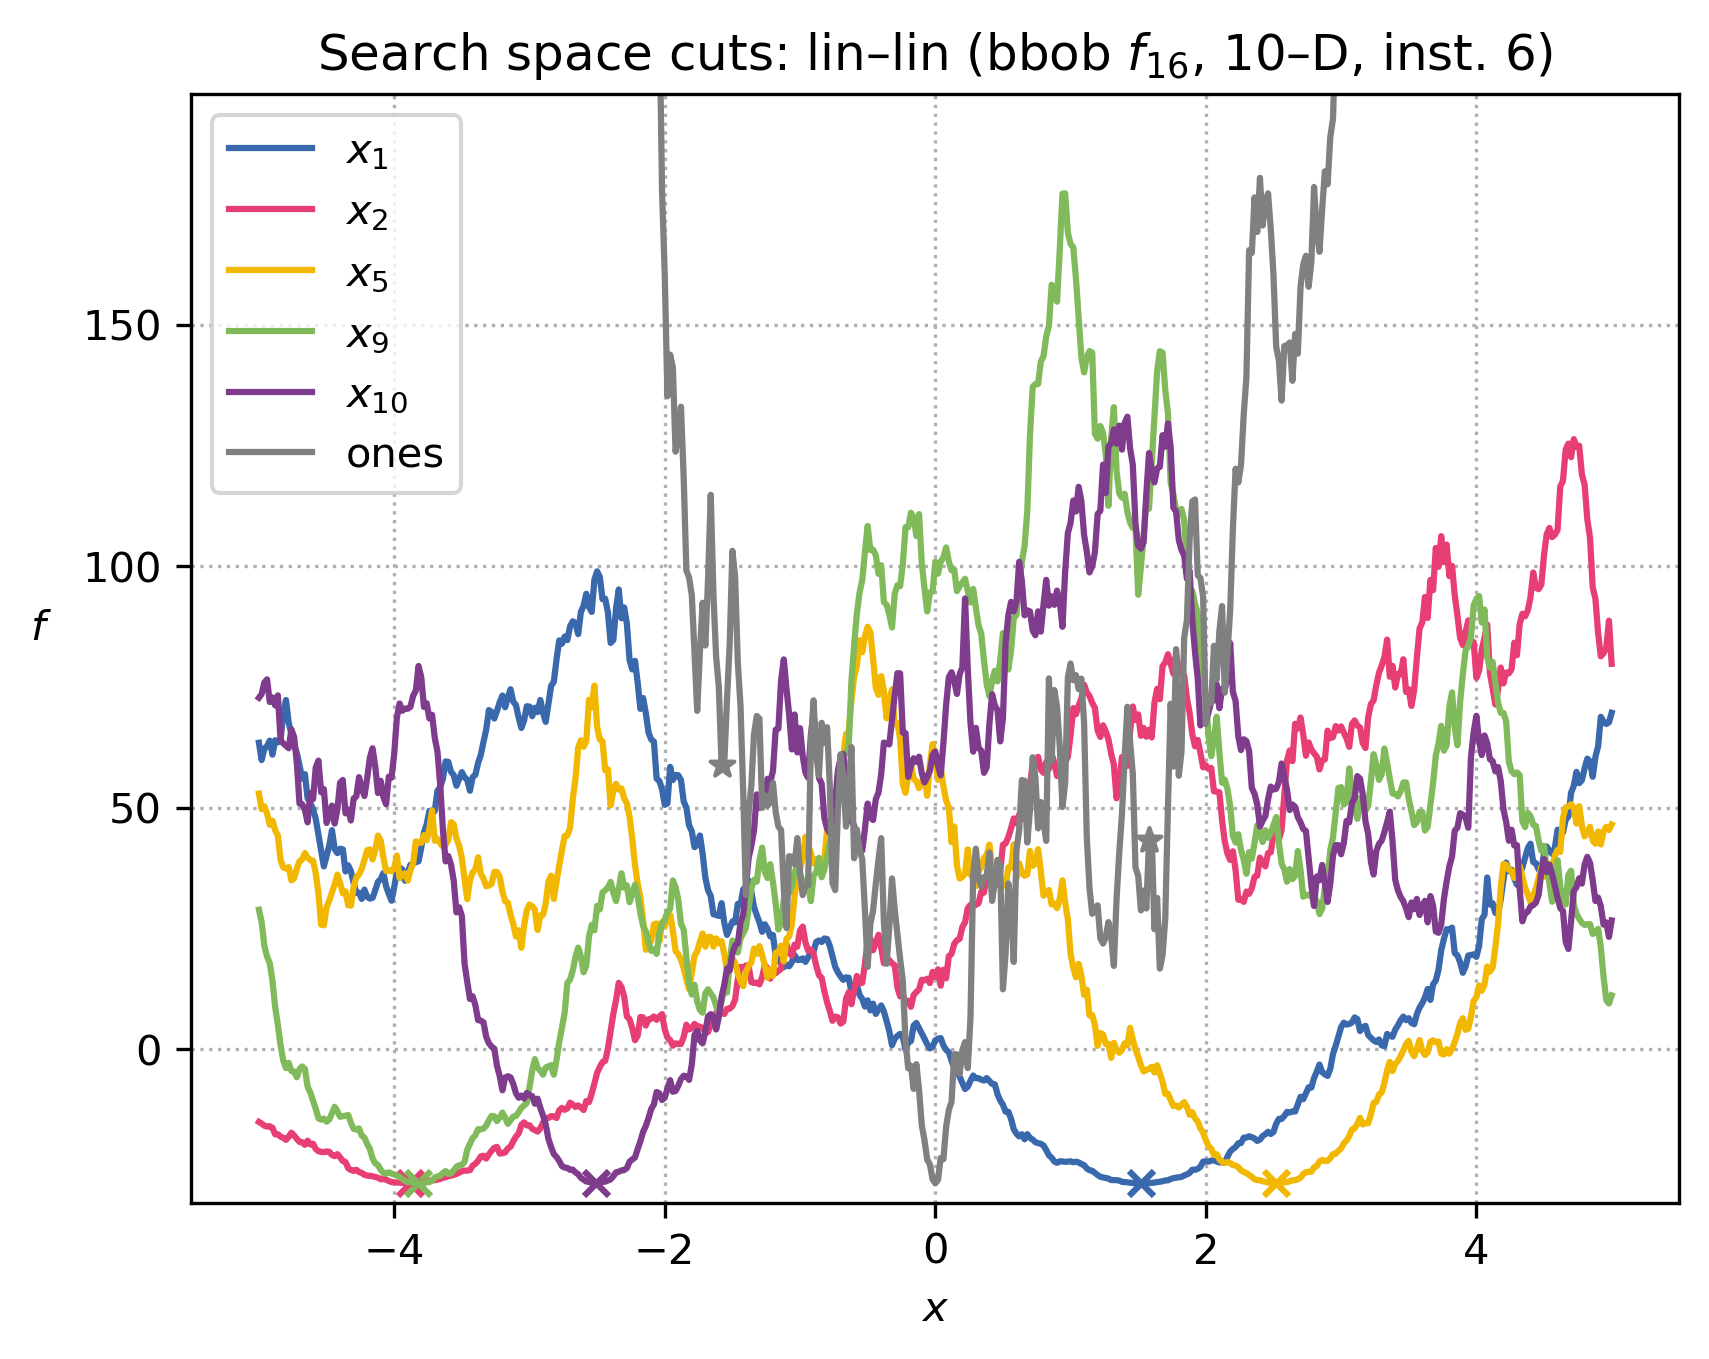 Search space cuts: lin–lin (bbob f₁₆, 10–D, inst. 6)
x₁
x₂
x₅
x₉
x₁₀
ones
150
100
50
0
f
−4 −2 0 2 4
x